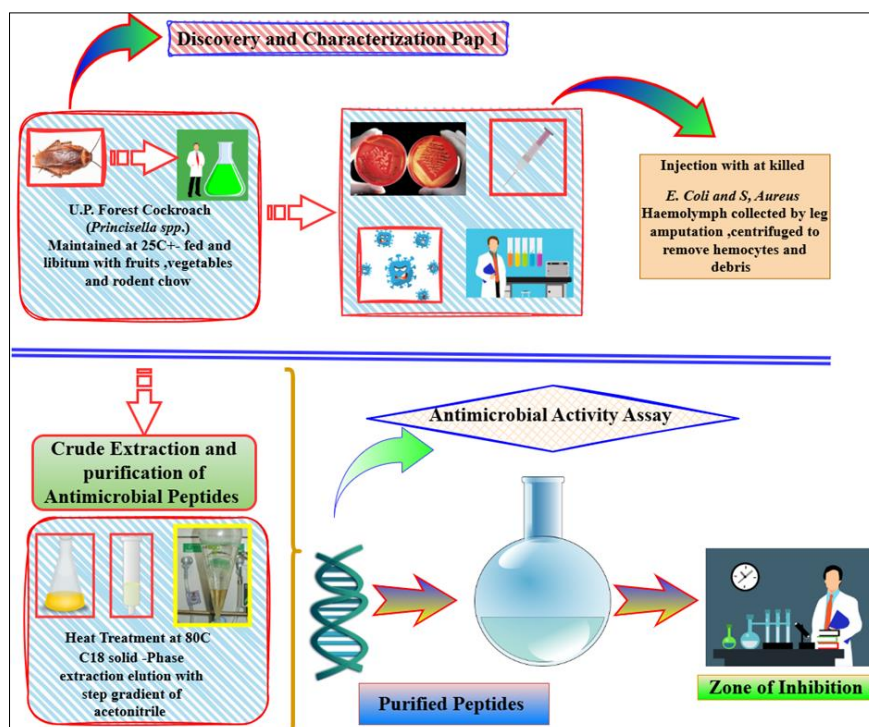 Discovery and Characterization Pap 1
U.P. Forest Cockroach
(Princisella spp.)
Maintained at 25C+- fed and
libitum with fruits ,vegetables
and rodent chow
Injection with at killed
E. Coli and S, Aureus
Haemolymph collected by leg
amputation ,centrifuged to
remove hemocytes and
debris
Crude Extraction and
purification of
Antimicrobial Peptides
Heat Treatment at 80C
C18 solid -Phase
extraction elution with
step gradient of
acetonitrile
Antimicrobial Activity Assay
Purified Peptides
Zone of Inhibition